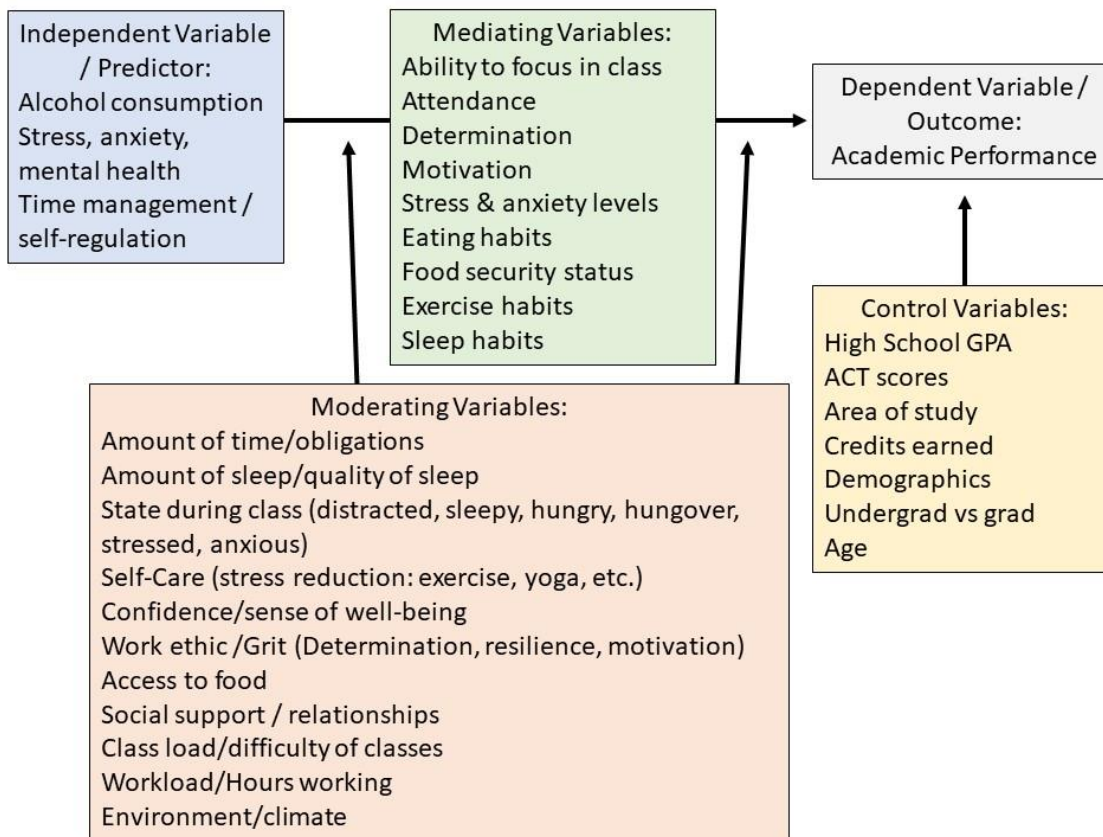 Independent Variable
/ Predictor:
Alcohol consumption
Stress, anxiety,
mental health
Time management /
self-regulation
Mediating Variables:
Ability to focus in class
Attendance
Determination
Motivation
Stress & anxiety levels
Eating habits
Food security status
Exercise habits
Sleep habits
Dependent Variable /
Outcome:
Academic Performance
Moderating Variables:
Amount of time/obligations
Amount of sleep/quality of sleep
State during class (distracted, sleepy, hungry, hungover,
stressed, anxious)
Self-Care (stress reduction: exercise, yoga, etc.)
Confidence/sense of well-being
Work ethic /Grit (Determination, resilience, motivation)
Access to food
Social support / relationships
Class load/difficulty of classes
Workload/Hours working
Environment/climate
Control Variables:
High School GPA
ACT scores
Area of study
Credits earned
Demographics
Undergrad vs grad
Age